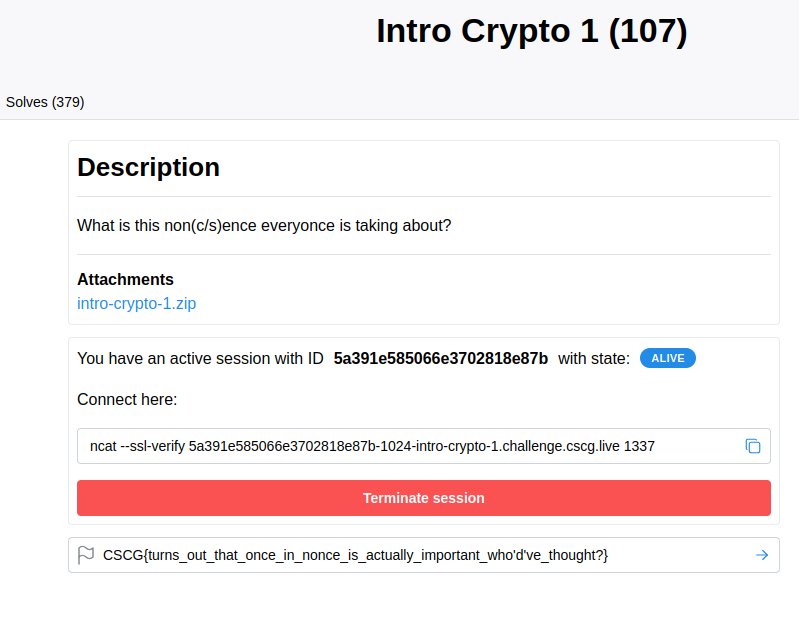 Intro Crypto 1 (107)
Solves (379)
Description
What is this non(c/s)ence everyonce is taking about?
Attachments
intro-crypto-1.zip
You have an active session with ID 5a391e585066e3702818e87b with state: ALIVE
Connect here:
ncat --ssl-verify 5a391e585066e3702818e87b-1024-intro-crypto-1.challenge.cscg.live 1337
Terminate session
CSCG{turns_out_that_once_in_nonce_is_actually_important_who'd've_thought?}